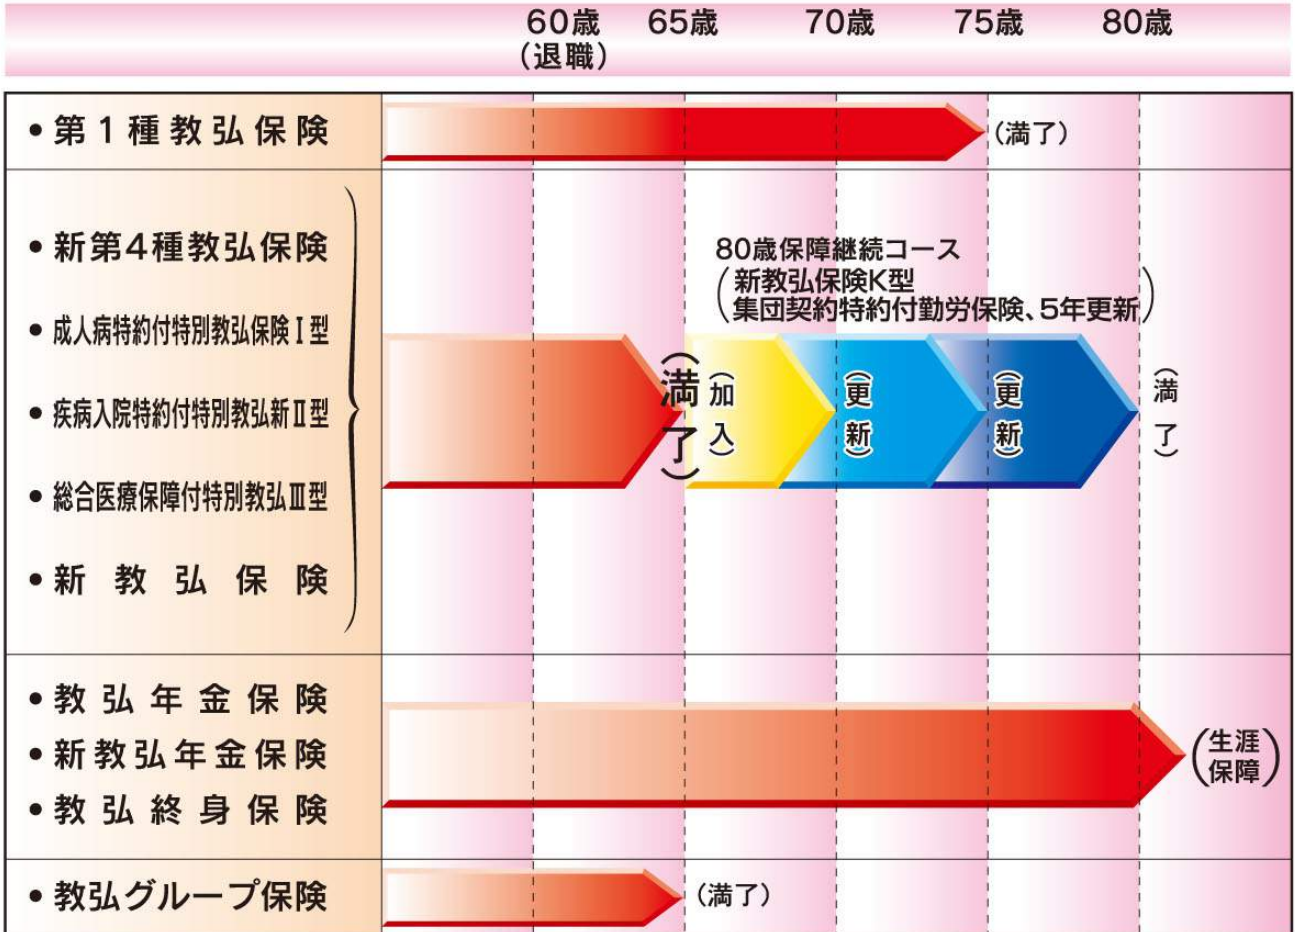 60歳 65歳 70歳 75歳 80歳
(退職)
• 第1種教弘保険
(満了)
• 新第4種教弘保険
• 成人病特約付特別教弘保険Ⅰ型
• 疾病入院特約付特別教弘新Ⅱ型
• 総合医療保障付特別教弘Ⅲ型
• 新教弘保険
80歳保障継続コース
(新教弘保険K型
集団契約特約付勤労保険、5年更新)
(満了)
(加入)
(更新)
(更新)
(満了)
• 教弘年金保険
• 新教弘年金保険
• 教弘終身保険
(生涯
保障)
• 教弘グループ保険
(満了)